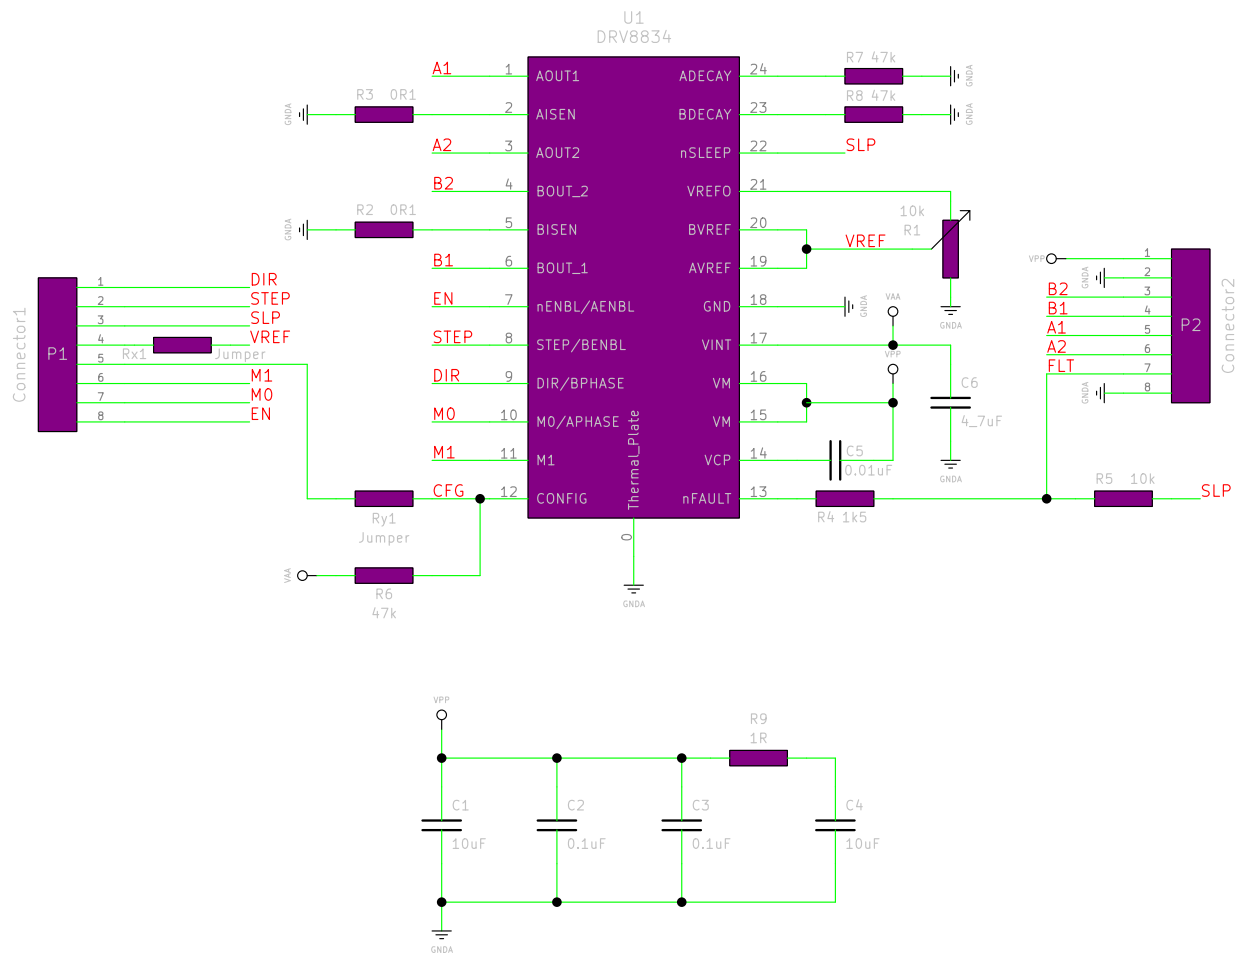 U1
DRV8834
A1 1 AOUT1 ADECAY 24 R7 47k GNDA
GNDA R3 0R1 2 AISEN BDECAY 23 R8 47k GNDA
A2 3 AOUT2 nSLEEP 22 SLP
B2 4 BOUT_2 VREFO 21
GNDA R2 0R1 5 BISEN BVREF 20 10k R1
VREF
B1 6 BOUT_1 AVREF 19
EN 7 nENBL/AENBL GND 18 GNDA VAA GNDA
STEP 8 STEP/BENBL VINT 17
VPP
DIR 9 DIR/BPHASE VM 16 C6
M0 10 M0/APHASE VM 15 4_7uF
M1 11 M1 VCP 14 C5 0.01uF GNDA
CFG 12 CONFIG Thermal_Plate nFAULT 13 R4 1k5 R5 10k SLP
0
GNDA
Connector1
P1
1 DIR
2 STEP
3 SLP
4 Rx1 Jumper VREF
5
6 M1
7 M0
8 EN
Ry1
Jumper
VAA
R6
47k
Connector2
P2
VPP 1
GNDA 2
B2 3
B1 4
A1 5
A2 6
FLT 7
GNDA 8
VPP
R9
1R
C1 C2 C3 C4
10uF 0.1uF 0.1uF 10uF
GNDA